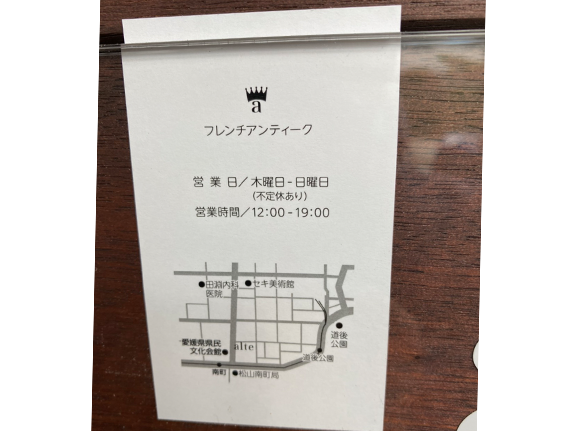 a
フレンチアンティーク
営業日/木曜日-日曜日
(不定休あり)
営業時間/12:00-19:00
田淵内科
医院
セキ美術館
道後
公園
愛媛県県民
文化会館
alte
道後公園
南町
松山南町局